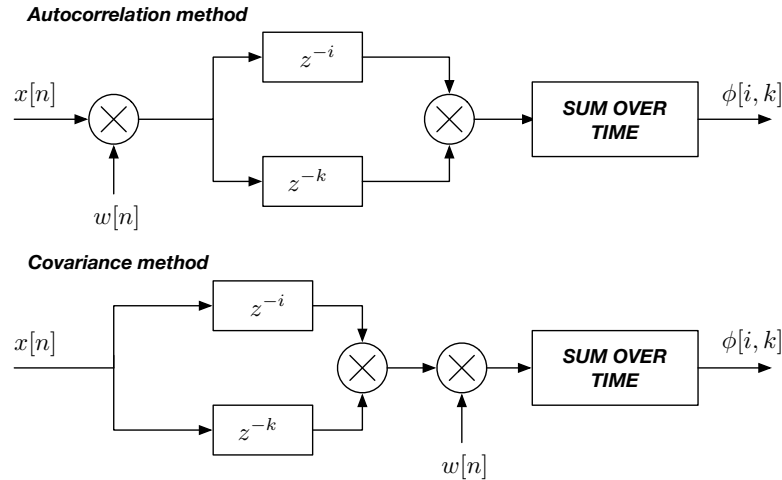 Autocorrelation method
x[n]
z^{-i}
z^{-k}
w[n]
SUM OVER
TIME
ϕ[i, k]
Covariance method
x[n]
z^{-i}
z^{-k}
w[n]
SUM OVER
TIME
ϕ[i, k]